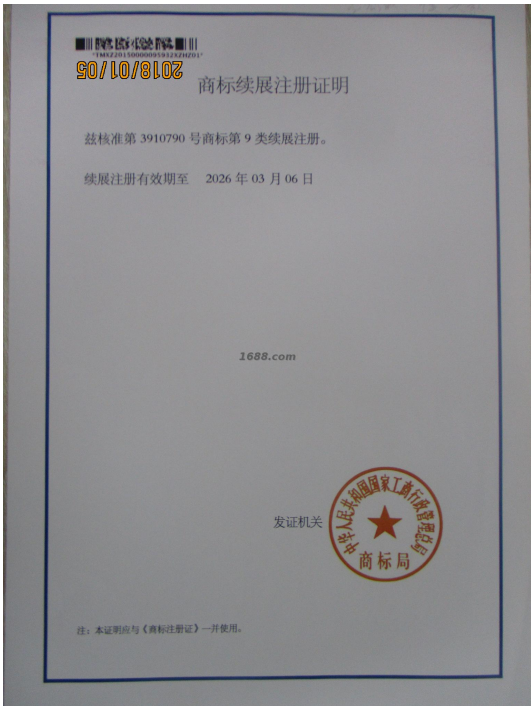 *TMXZ20150000095932XZHZ01*
2018/01/05
商标续展注册证明
兹核准第 3910790 号商标第 9 类续展注册。
续展注册有效期至 2026 年 03 月 06 日
1688.com
发证机关
中华人民共和国国家工商行政管理总局
商标局
注：本证明应与《商标注册证》一并使用。